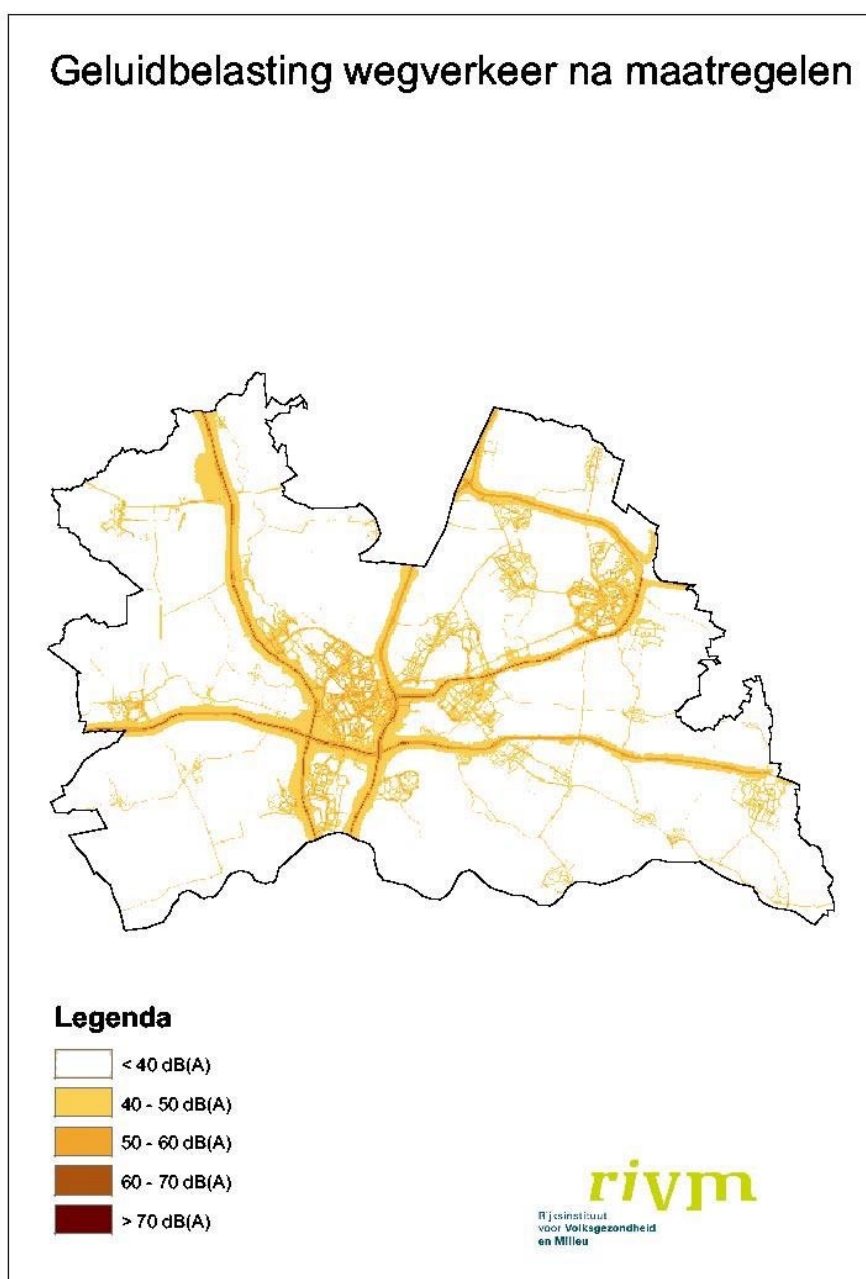 Geluidbelasting wegverkeer na maatregelen
Legenda
< 40 dB(A)
40 - 50 dB(A)
50 - 60 dB(A)
60 - 70 dB(A)
> 70 dB(A)
rivm
Rijksinstituut
voor Volksgezondheid
en Milieu